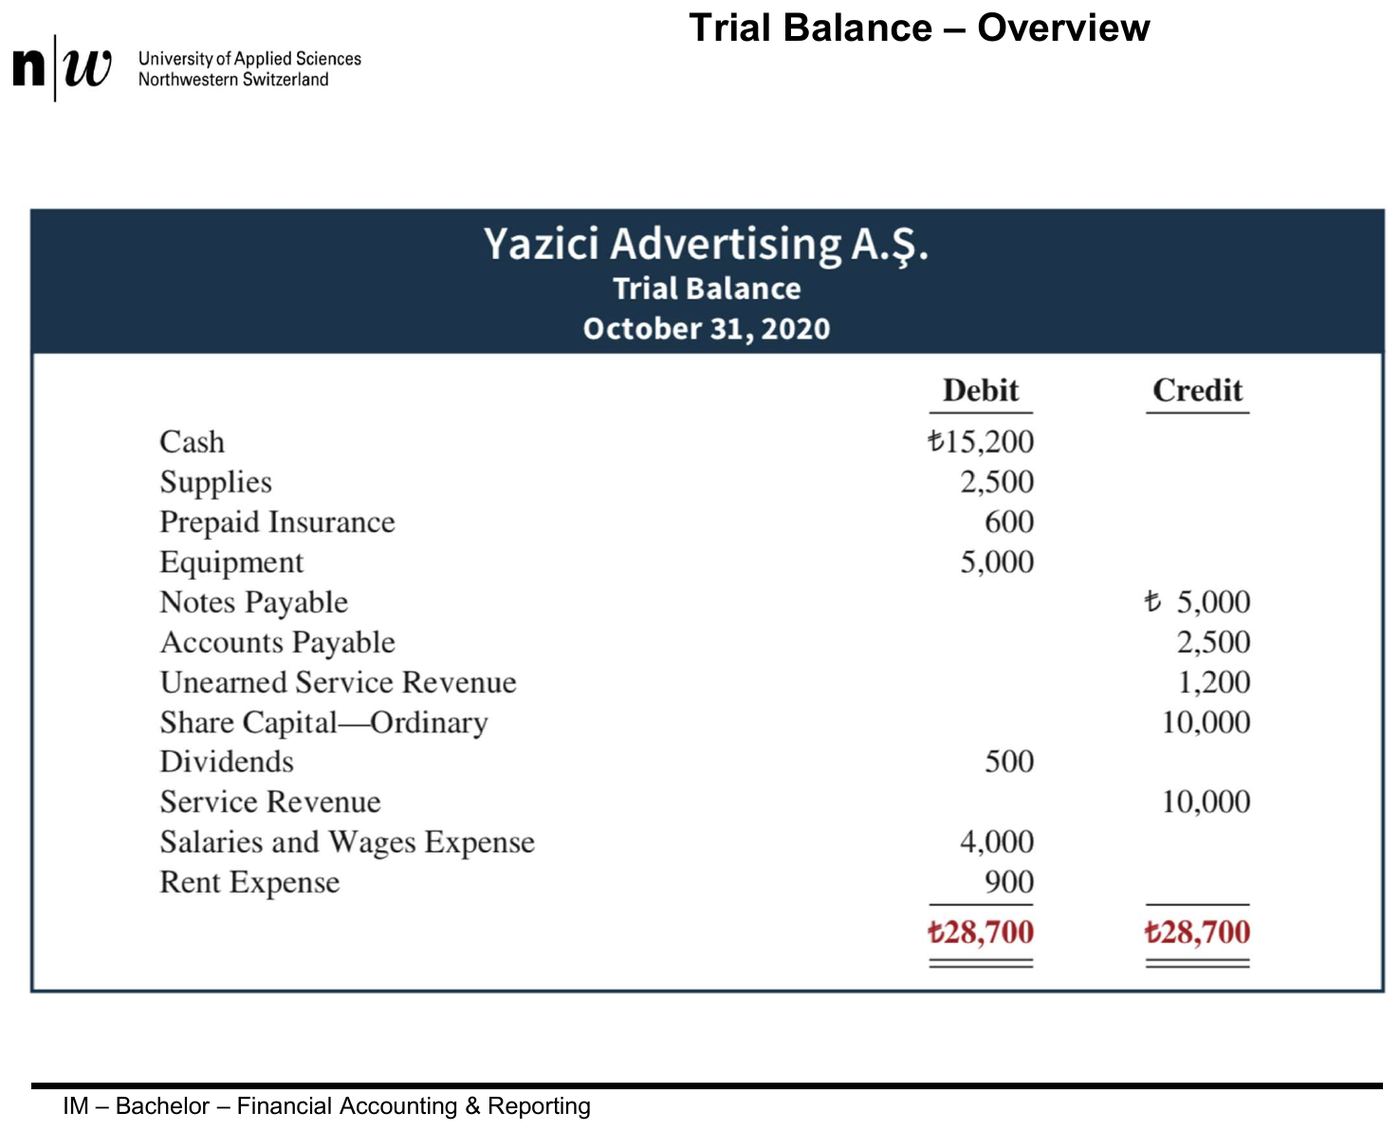 Trial Balance – Overview
n|w University of Applied Sciences
Northwestern Switzerland
Yazici Advertising A.Ş.
Trial Balance
October 31, 2020
Debit Credit
Cash ₺15,200
Supplies 2,500
Prepaid Insurance 600
Equipment 5,000
Notes Payable ₺ 5,000
Accounts Payable 2,500
Unearned Service Revenue 1,200
Share Capital—Ordinary 10,000
Dividends 500
Service Revenue 10,000
Salaries and Wages Expense 4,000
Rent Expense 900
₺28,700 ₺28,700
IM – Bachelor – Financial Accounting & Reporting